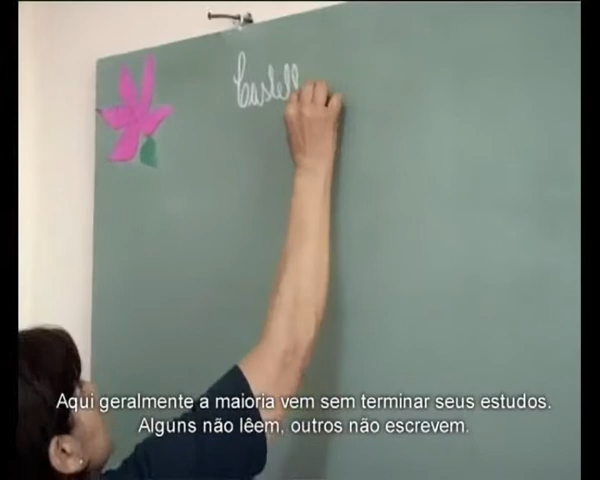 Castell
Aqui geralmente a maioria vem sem terminar seus estudos.
Alguns não lêem, outros não escrevem.